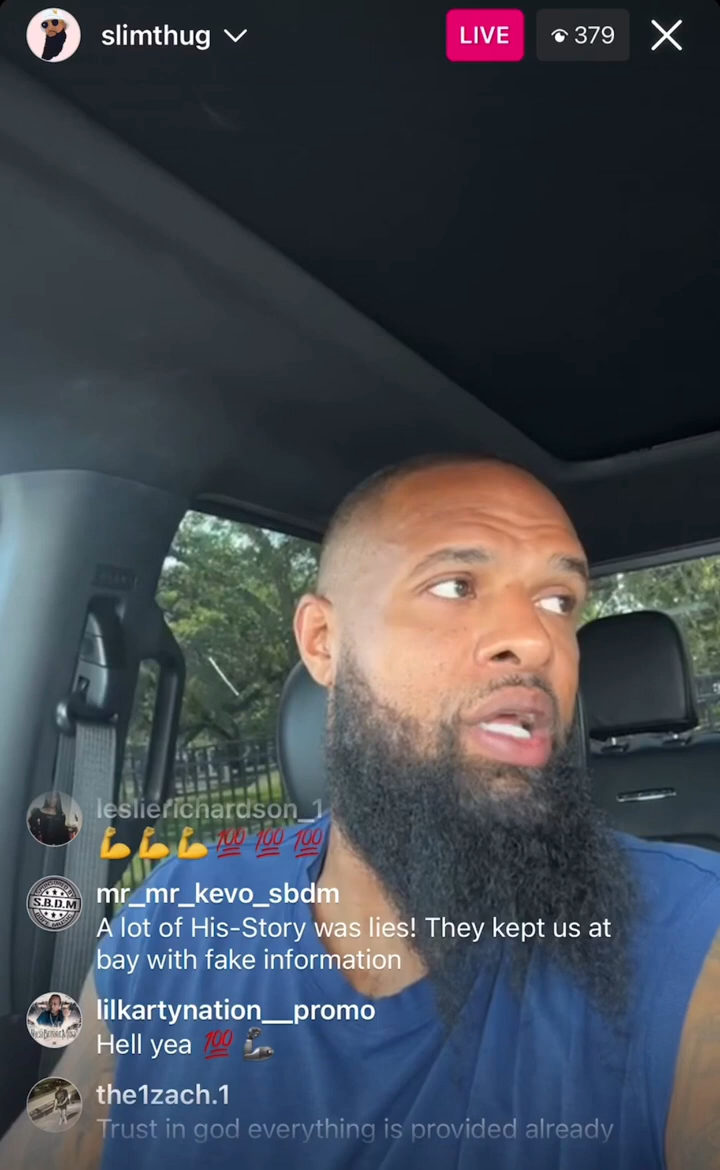 slimthug
LIVE
379
leslierichardson_1
💪💪💪💯💯💯
mr_mr_kevo_sbdm
S.B.D.M
A lot of His-Story was lies! They kept us at
bay with fake information
lilkartynation__promo
Hell yea 💯🦾
the1zach.1
Trust in god everything is provided already